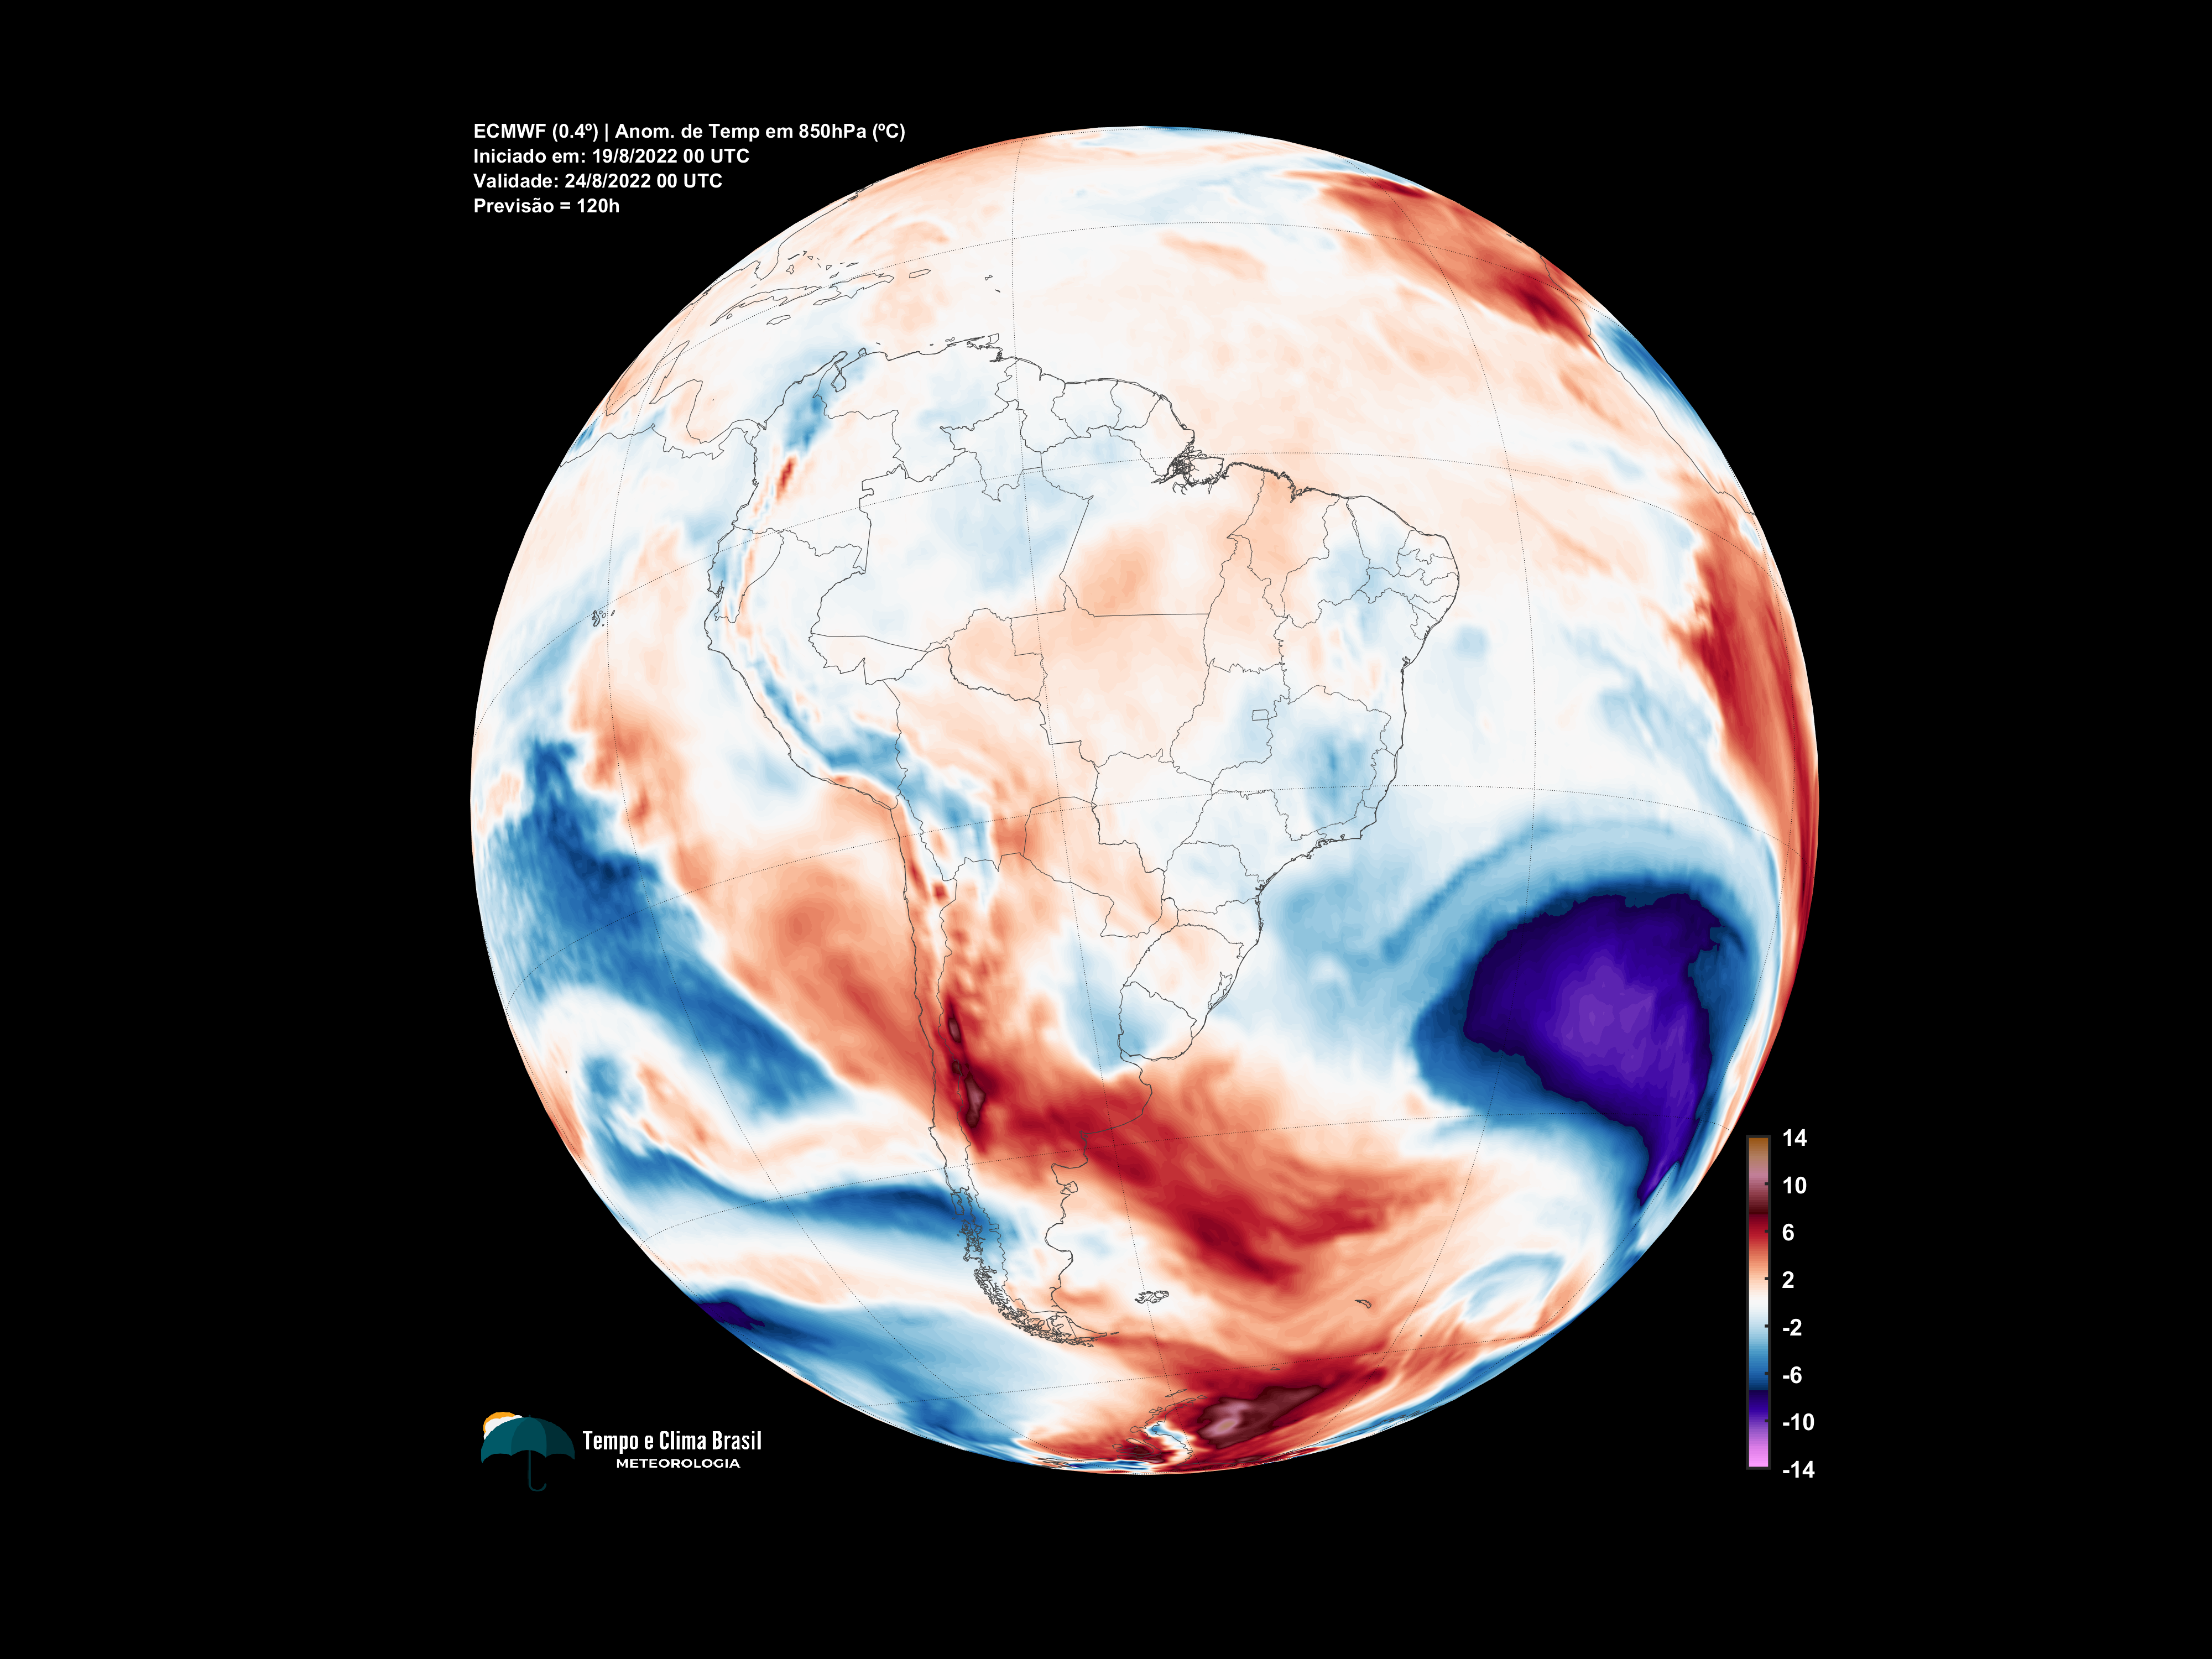 ECMWF (0.4º) | Anom. de Temp em 850hPa (ºC)
Iniciado em: 19/8/2022 00 UTC
Validade: 24/8/2022 00 UTC
Previsão = 120h
14
10
6
2
-2
-6
-10
-14
Tempo e Clima Brasil
METEOROLOGIA